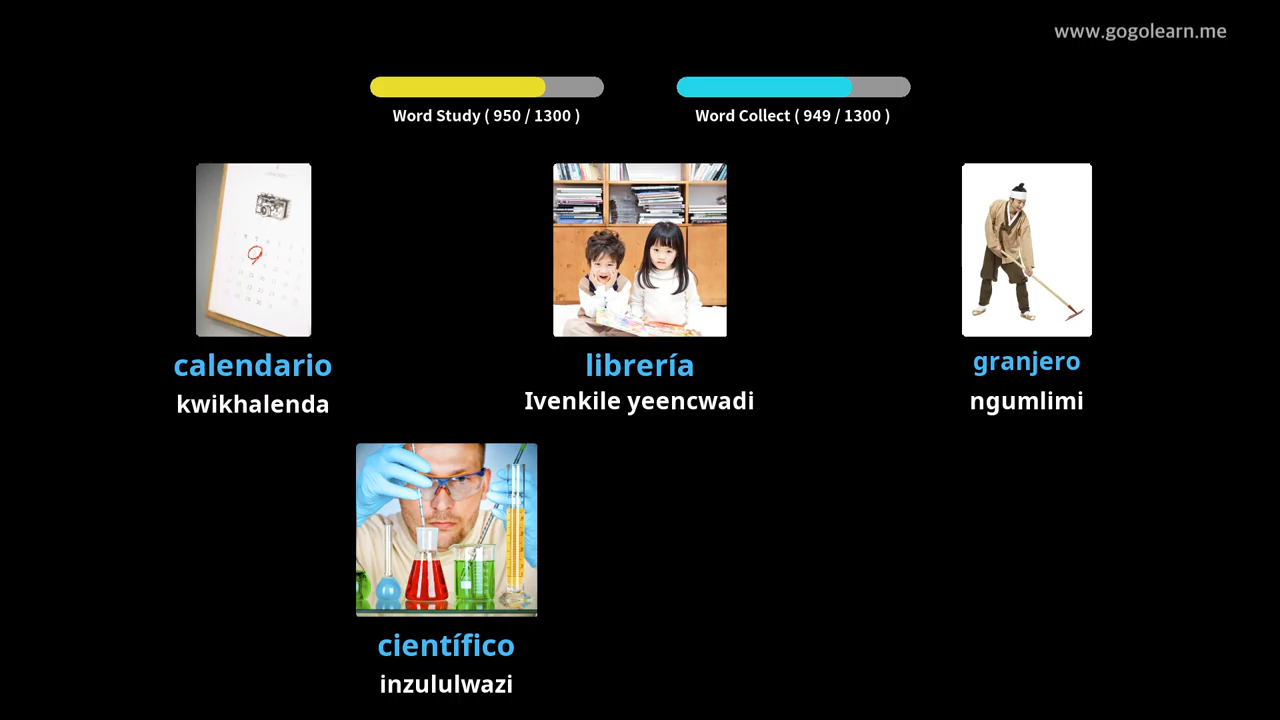 www.gogolearn.me
Word Study ( 950 / 1300 )
Word Collect ( 949 / 1300 )
calendario
kwikhalenda
librería
Ivenkile yeencwadi
granjero
ngumlimi
científico
inzululwazi